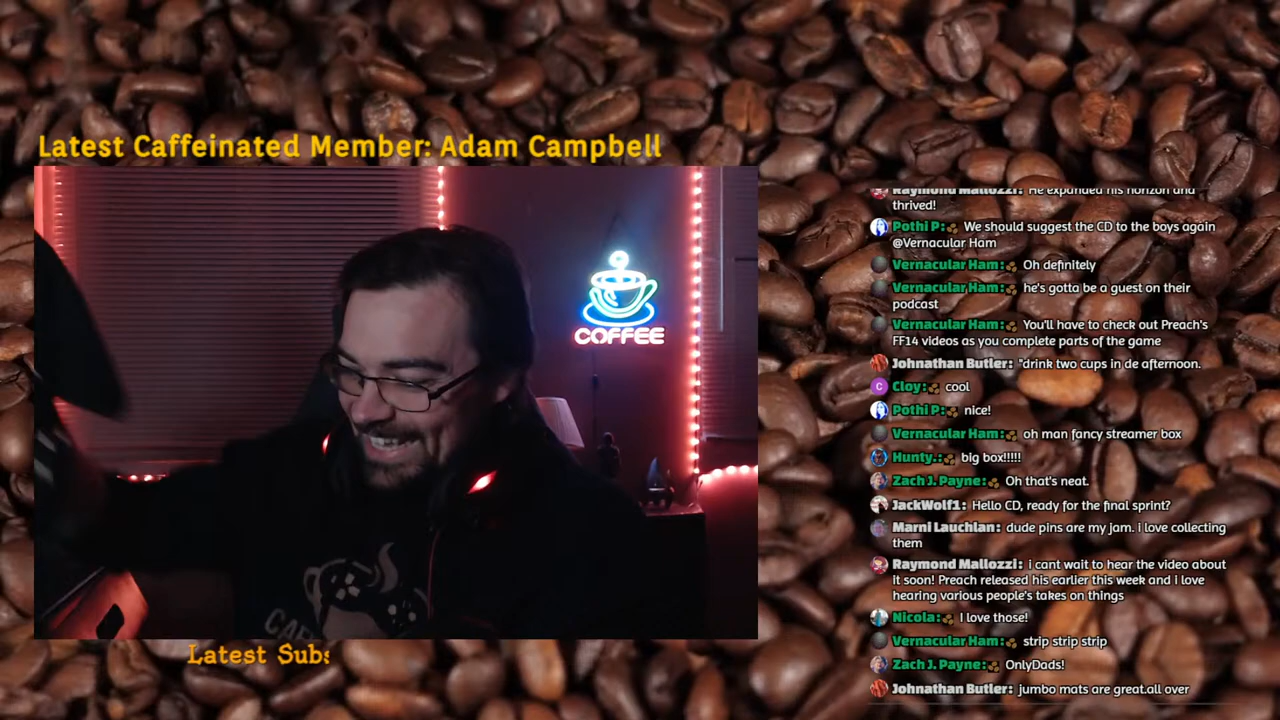 Latest Caffeinated Member: Adam Campbell
COFFEE
CAF
Latest Subs
Raymond Mallozzi: He expanded his horizon and
thrived!
Pothi P: We should suggest the CD to the boys again
@Vernacular Ham
Vernacular Ham: Oh definitely
Vernacular Ham: he's gotta be a guest on their
podcast
Vernacular Ham: You'll have to check out Preach's
FF14 videos as you complete parts of the game
Johnathan Butler: "drink two cups in de afternoon.
C
Cloy: cool
Pothi P: nice!
Vernacular Ham: oh man fancy streamer box
Hunty.: big box!!!!!
Zach J. Payne: Oh that's neat.
JackWolf1: Hello CD, ready for the final sprint?
Marni Lauchlan: dude pins are my jam. i love collecting
them
Raymond Mallozzi: i cant wait to hear the video about
it soon! Preach released his earlier this week and i love
hearing various people's takes on things
Nicola: I love those!
Vernacular Ham: strip strip strip
Zach J. Payne: OnlyDads!
Johnathan Butler: jumbo mats are great.all over